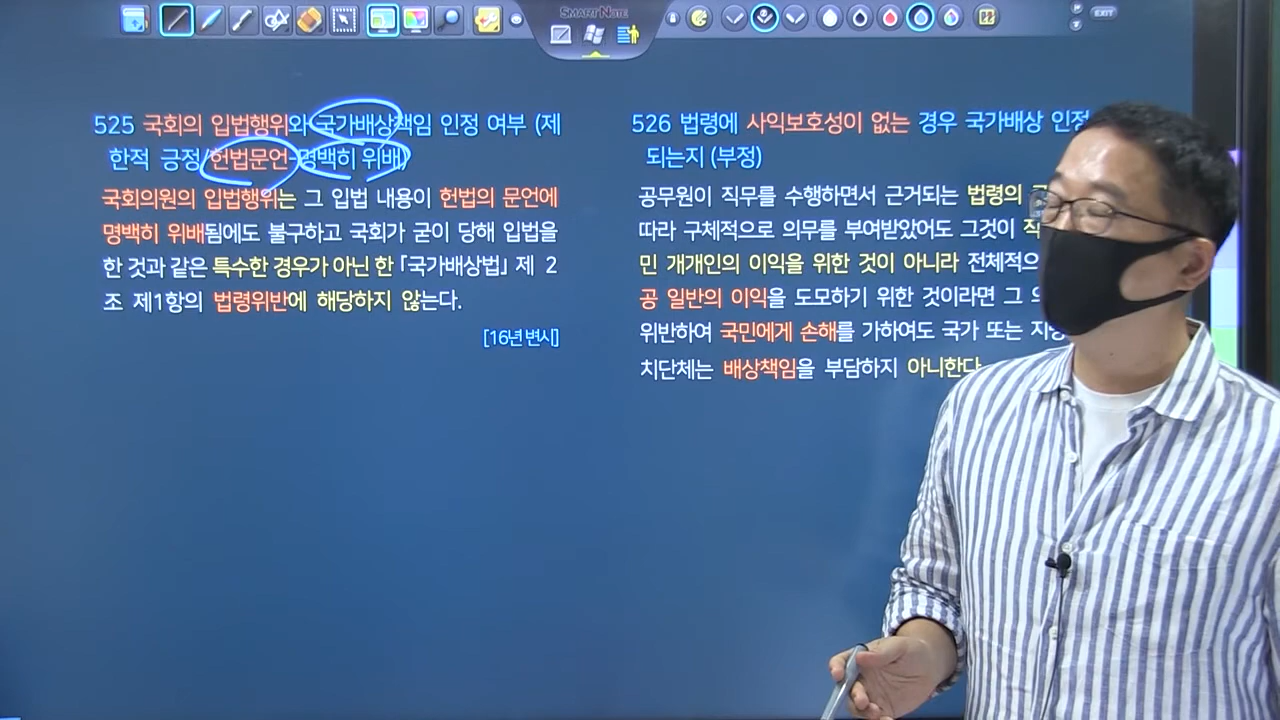 SMART NOTE
EXIT
525 국회의 입법행위와 국가배상책임 인정 여부 (제
한적 긍정/헌법문언-명백히 위배)
국회의원의 입법행위는 그 입법 내용이 헌법의 문언에
명백히 위배됨에도 불구하고 국회가 굳이 당해 입법을
한 것과 같은 특수한 경우가 아닌 한 「국가배상법」 제 2
조 제1항의 법령위반에 해당하지 않는다.
[16년 변시]
526 법령에 사익보호성이 없는 경우 국가배상 인정
되는지 (부정)
공무원이 직무를 수행하면서 근거되는 법령의
따라 구체적으로 의무를 부여받았어도 그것이
민 개개인의 이익을 위한 것이 아니라 전체적으
공 일반의 이익을 도모하기 위한 것이라면 그
위반하여 국민에게 손해를 가하여도 국가 또는
치단체는 배상책임을 부담하지 아니한다